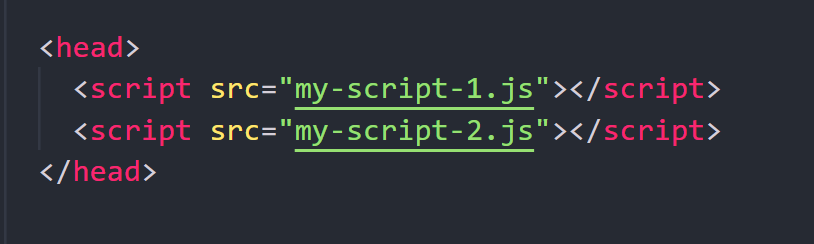 <head>
  <script src="my-script-1.js"></script>
  <script src="my-script-2.js"></script>
</head>